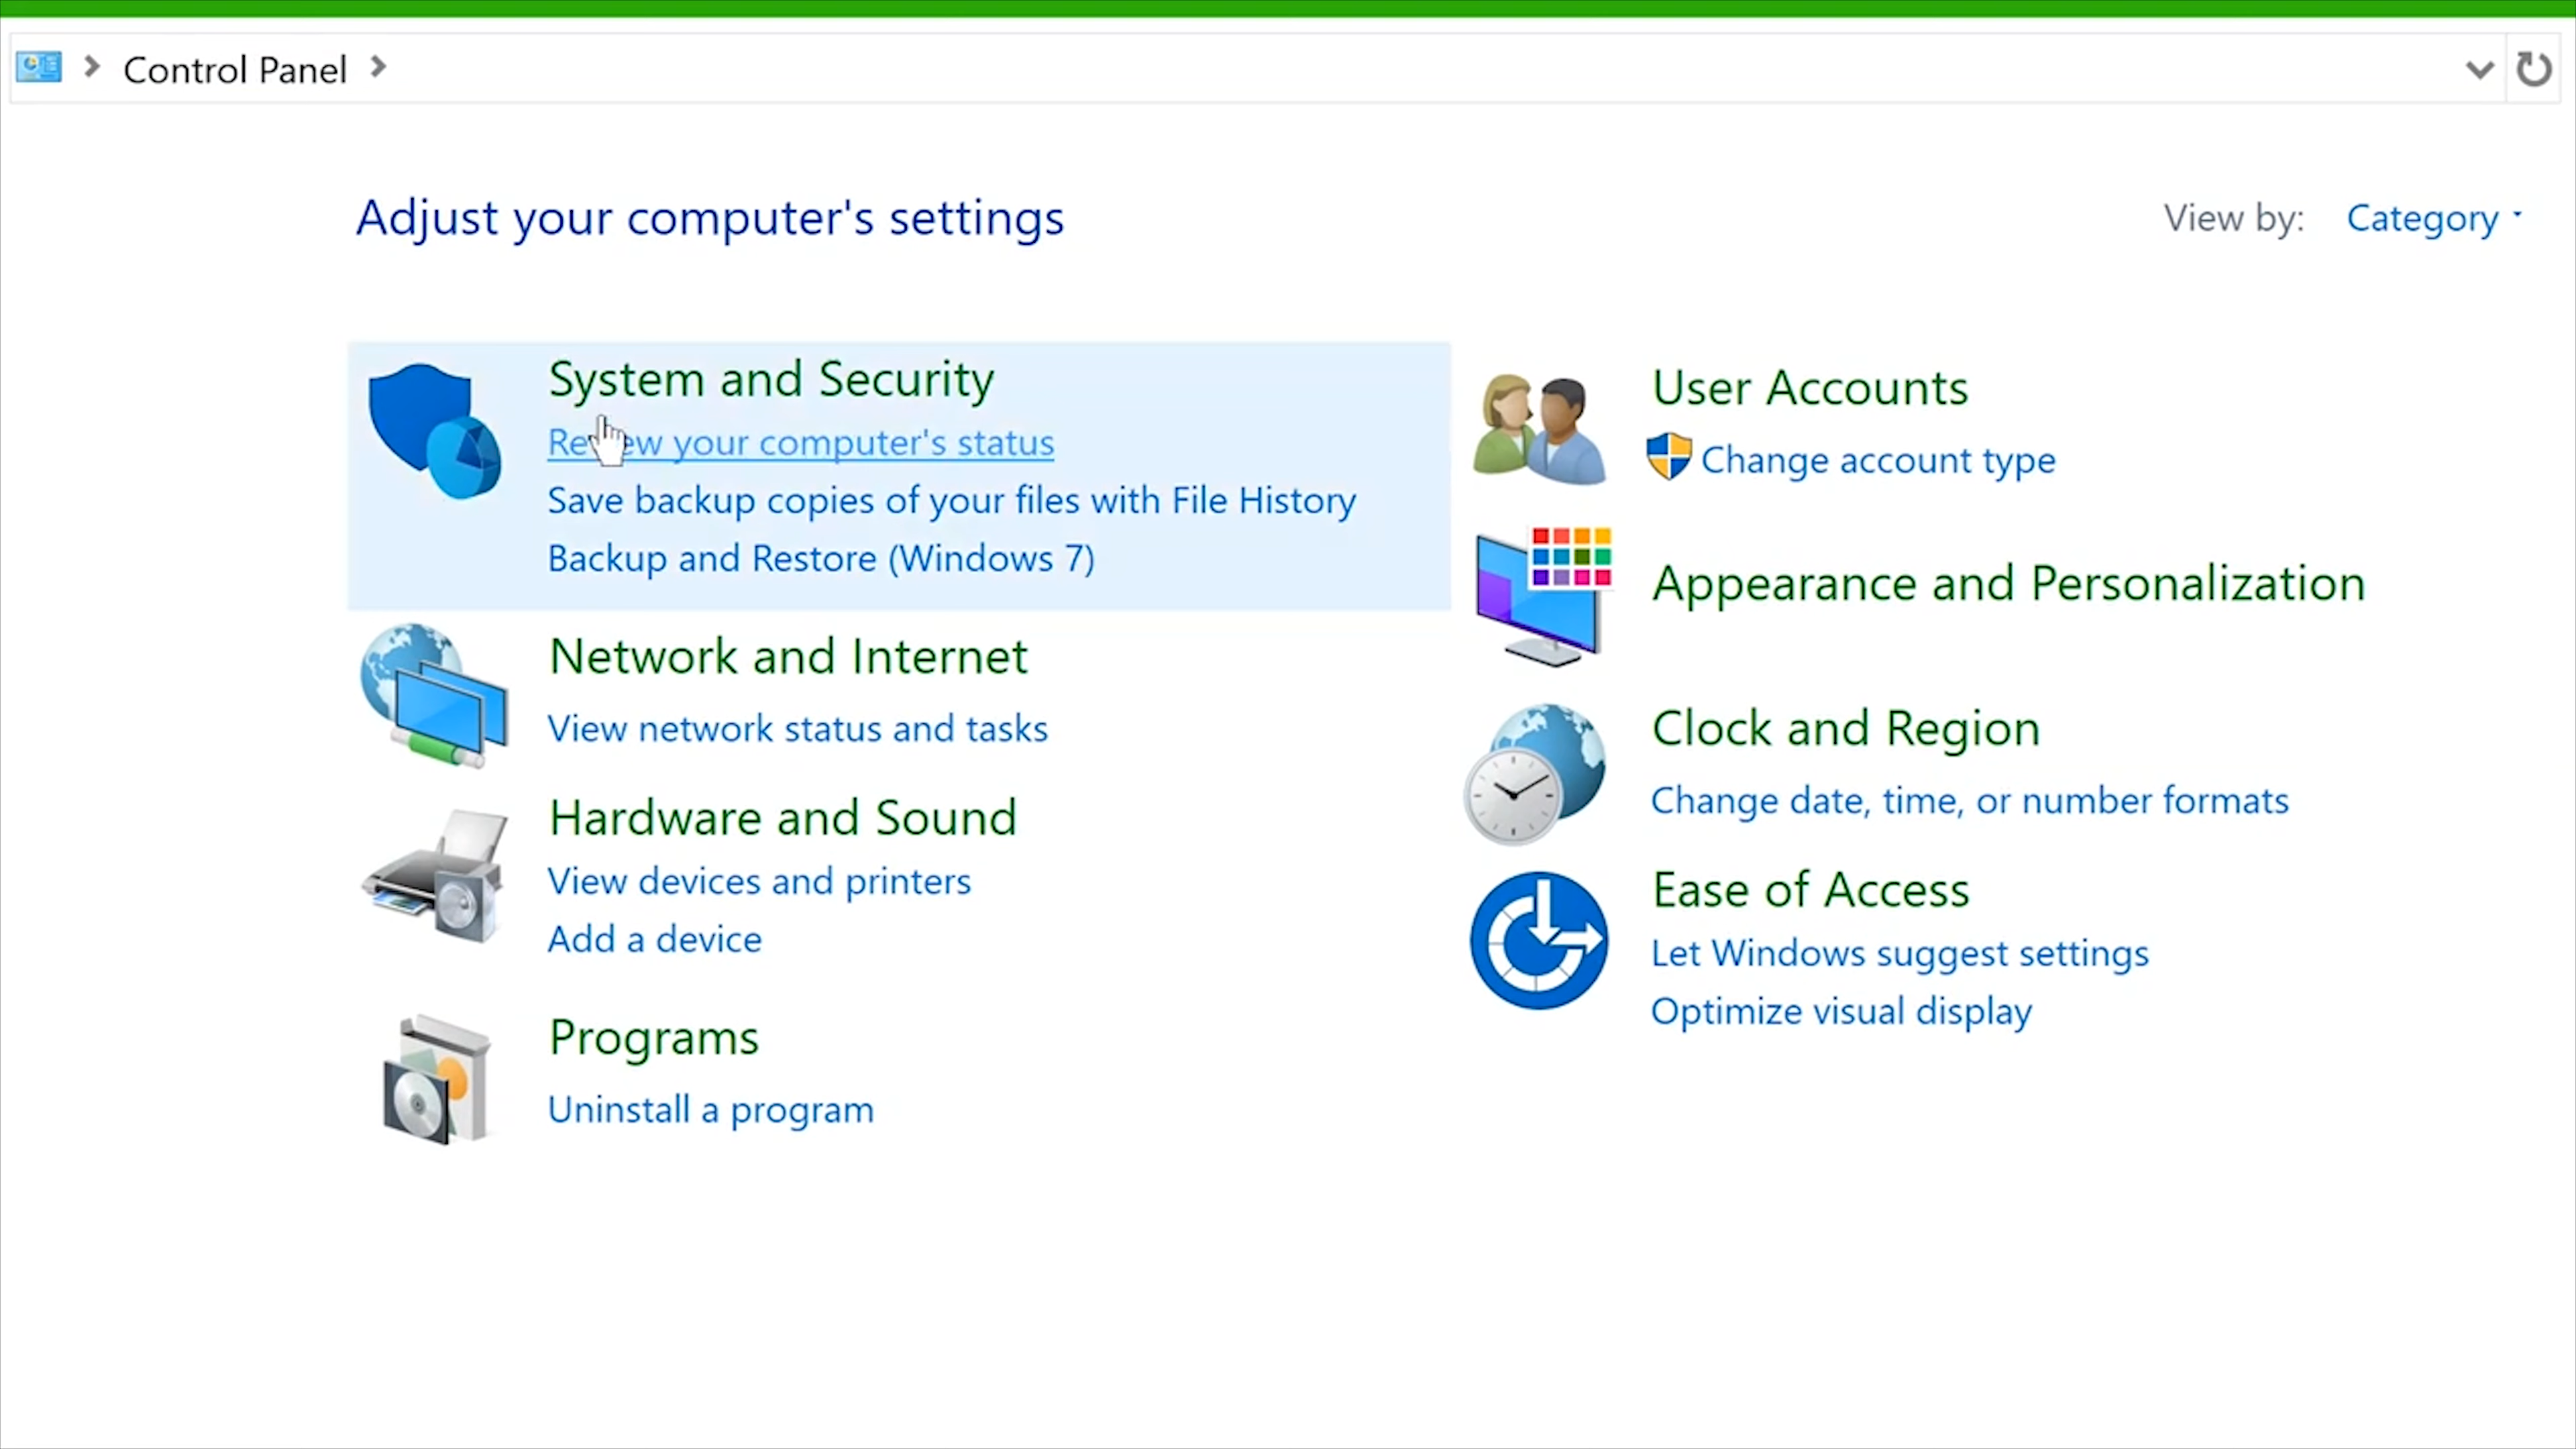 Control Panel
Adjust your computer's settings
View by: Category
System and Security
Review your computer's status
Save backup copies of your files with File History
Backup and Restore (Windows 7)
Network and Internet
View network status and tasks
Hardware and Sound
View devices and printers
Add a device
Programs
Uninstall a program
User Accounts
Change account type
Appearance and Personalization
Clock and Region
Change date, time, or number formats
Ease of Access
Let Windows suggest settings
Optimize visual display